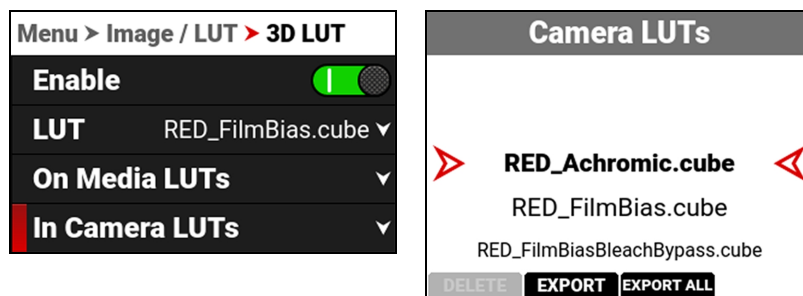 Menu > Image / LUT > 3D LUT
Enable
LUT RED_FilmBias.cube
On Media LUTs
In Camera LUTs
Camera LUTs
RED_Achromic.cube
RED_FilmBias.cube
RED_FilmBiasBleachBypass.cube
DELETE EXPORT EXPORT ALL